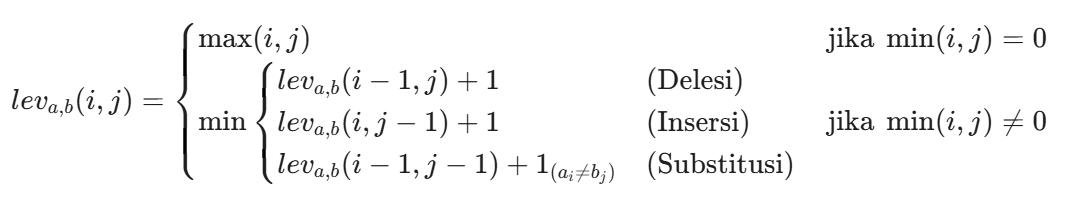 max(i, j) jika min(i, j) = 0
lev_{a,b}(i − 1, j) + 1 (Delesi)
lev_{a,b}(i, j) = min lev_{a,b}(i, j − 1) + 1 (Insersi) jika min(i, j) ≠ 0
lev_{a,b}(i − 1, j − 1) + 1_{(a_i≠b_j)} (Substitusi)